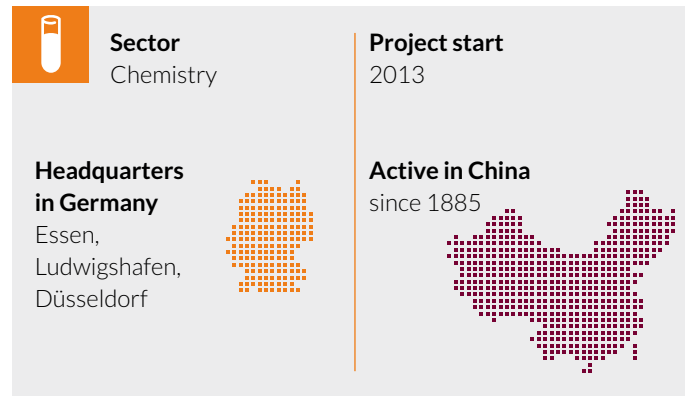 Sector
Chemistry
Project start
2013
Headquarters
in Germany
Essen,
Ludwigshafen,
Düsseldorf
Active in China
since 1885